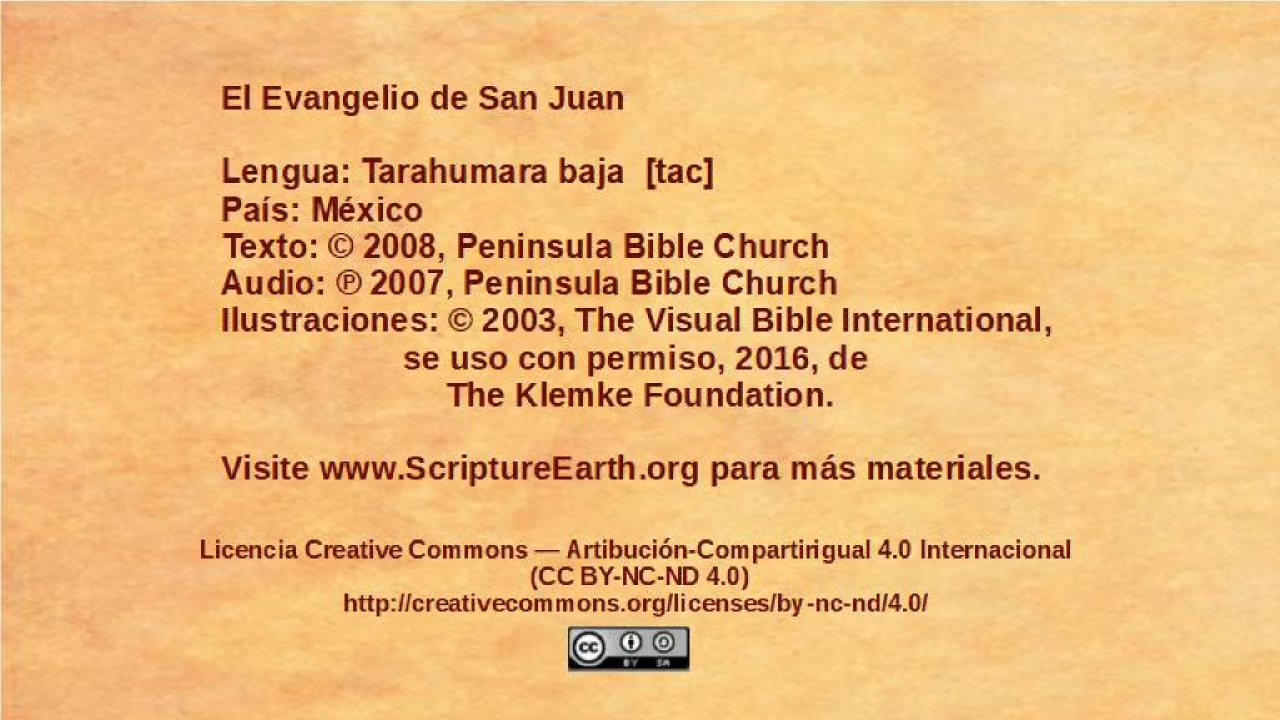 El Evangelio de San Juan
Lengua: Tarahumara baja [tac]
País: México
Texto: © 2008, Peninsula Bible Church
Audio: ℗ 2007, Peninsula Bible Church
Ilustraciones: © 2003, The Visual Bible International,
se uso con permiso, 2016, de
The Klemke Foundation.
Visite www.ScriptureEarth.org para más materiales.
Licencia Creative Commons — Artibución-Compartirigual 4.0 Internacional
(CC BY-NC-ND 4.0)
http://creativecommons.org/licenses/by-nc-nd/4.0/
cc BY SA